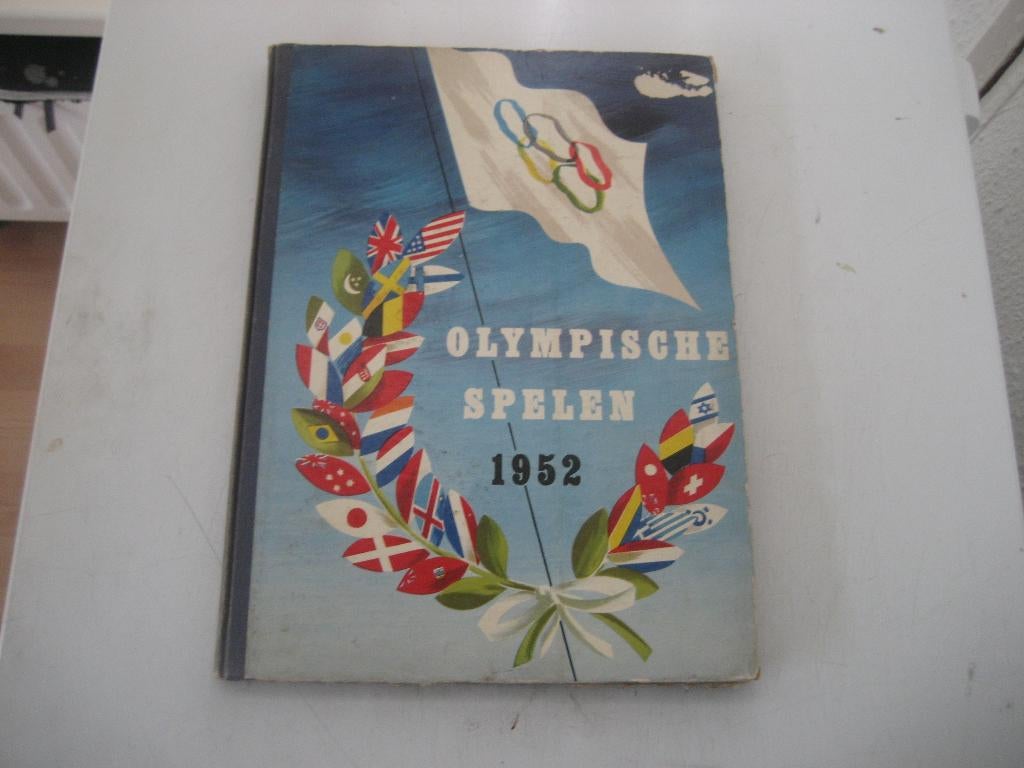 OLYMPISCHE
SPELEN
1952